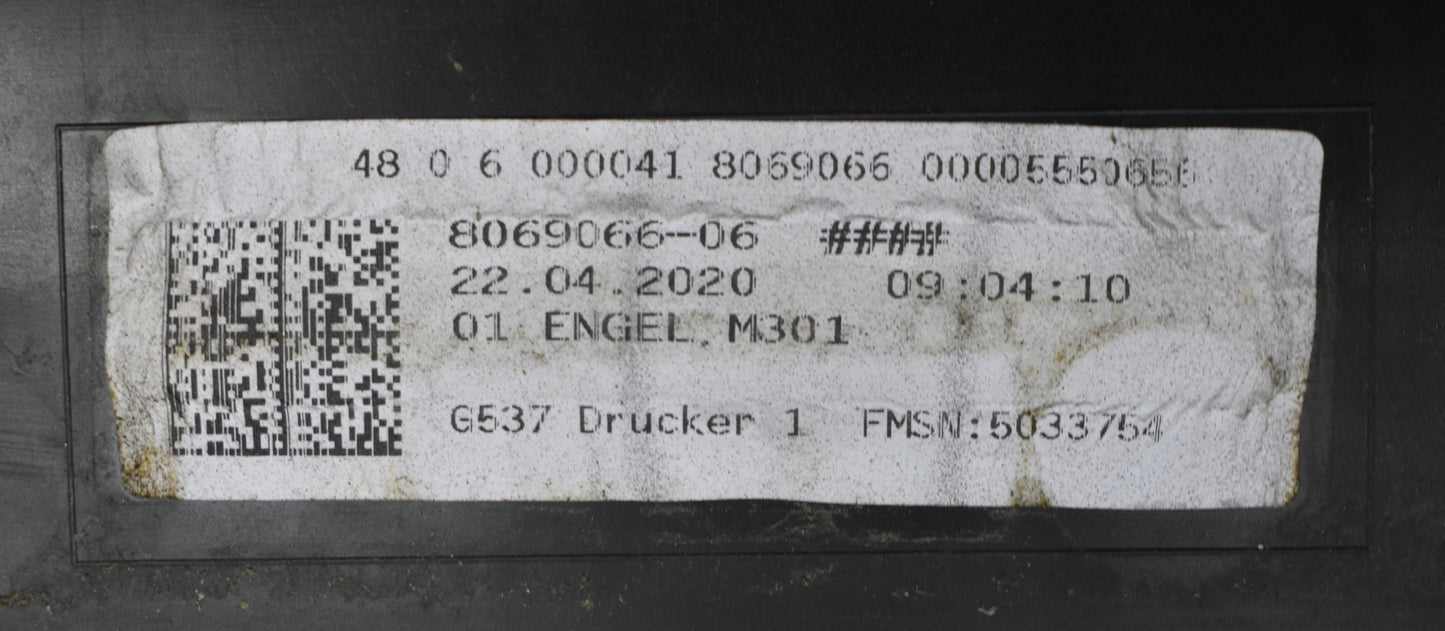 48 0 6 000041 8069066 00005550656
8069066-06 #####
22.04.2020 09:04:10
01 ENGEL M301
G537 Drucker 1 FMSN:5033754